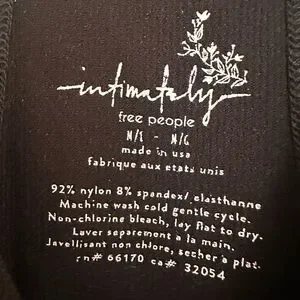 intimately
free people
M/L - M/G
made in usa
fabrique aux etats unis
92% nylon 8% spandex/ elasthanne
Machine wash cold gentle cycle.
Non-chlorine bleach, lay flat to dry.
Laver separement a la main.
Javellisant non chlore, secher a plat.
rn# 66170 ca# 32054